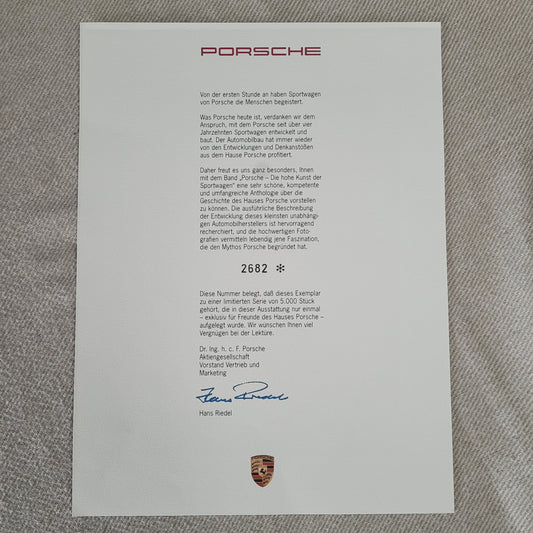 PORSCHE
Von der ersten Stunde an haben Sportwagen
von Porsche die Menschen begeistert.
Was Porsche heute ist, verdanken wir dem
Anspruch, mit dem Porsche seit über vier
Jahrzehnten Sportwagen entwickelt und
baut. Der Automobilbau hat immer wieder
von den Entwicklungen und Denkanstößen
aus dem Hause Porsche profitiert.
Daher freut es uns ganz besonders, Ihnen
mit dem Band „Porsche – Die hohe Kunst der
Sportwagen" eine sehr schöne, kompetente
und umfangreiche Anthologie über die
Geschichte des Hauses Porsche vorstellen
zu können. Die ausführliche Beschreibung
der Entwicklung dieses kleinsten unabhängi-
gen Automobilherstellers ist hervorragend
recherchiert, und die hochwertigen Foto-
grafien vermitteln lebendig jene Faszination,
die den Mythos Porsche begründet hat.
2682 ✻
Diese Nummer belegt, daß dieses Exemplar
zu einer limitierten Serie von 5.000 Stück
gehört, die in dieser Ausstattung nur einmal
– exklusiv für Freunde des Hauses Porsche –
aufgelegt wurde. Wir wünschen Ihnen viel
Vergnügen bei der Lektüre.
Dr. Ing. h. c. F. Porsche
Aktiengesellschaft
Vorstand Vertrieb und
Marketing
Hans Riedel
Hans Riedel